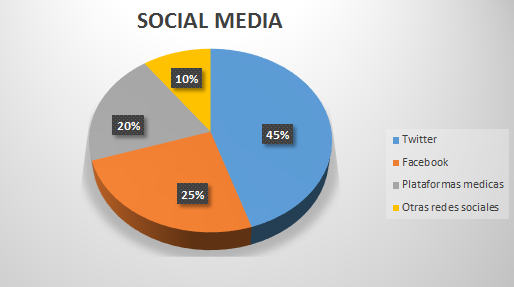 SOCIAL MEDIA
10%
20%
45%
25%
Twitter
Facebook
Plataformas medicas
Otras redes sociales